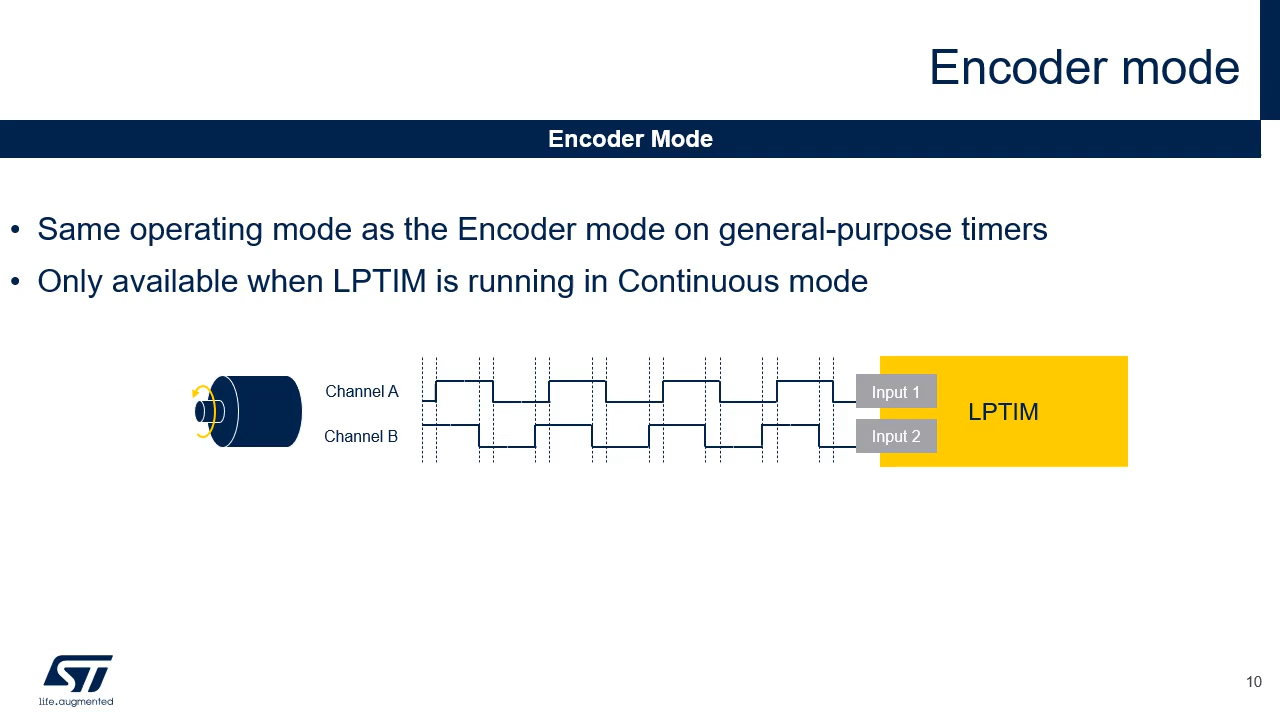 Encoder mode
Encoder Mode
• Same operating mode as the Encoder mode on general-purpose timers
• Only available when LPTIM is running in Continuous mode
Channel A
Input 1
LPTIM
Channel B
Input 2
ST
life.augmented
10